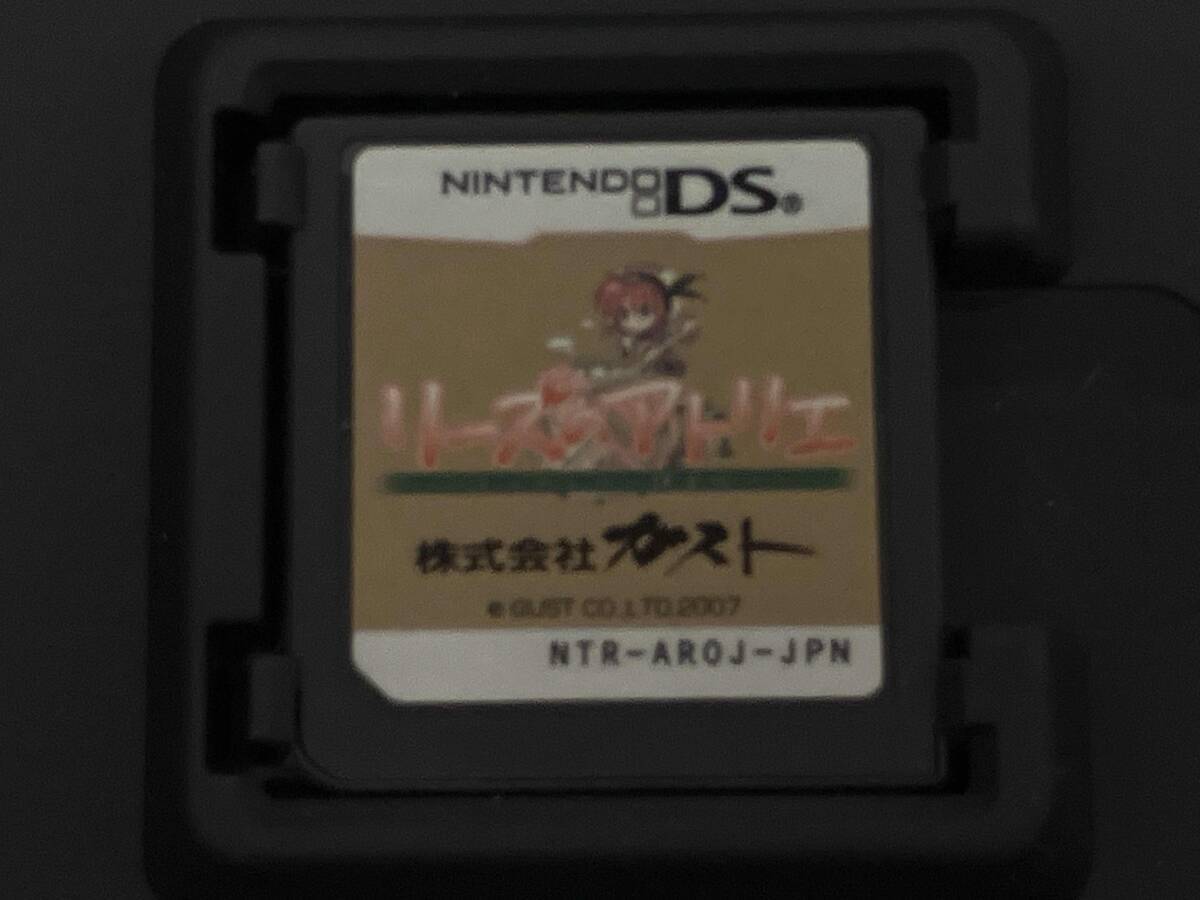 NINTENDO DS®
リーズのアトリエ
株式会社 ガスト
© GUST CO.,LTD.2007
NTR-AROJ-JPN